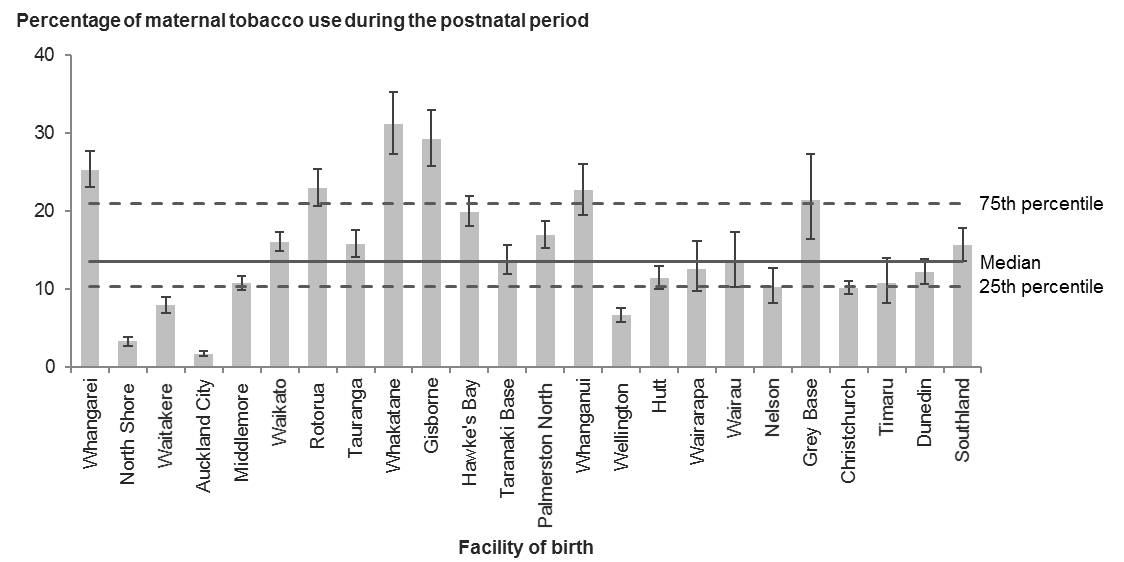 Percentage of maternal tobacco use during the postnatal period
40
30
20
10
0
75th percentile
Median
25th percentile
Whangarei
North Shore
Waitakere
Auckland City
Middlemore
Waikato
Rotorua
Tauranga
Whakatane
Gisborne
Hawke's Bay
Taranaki Base
Palmerston North
Whanganui
Wellington
Hutt
Wairarapa
Wairau
Nelson
Grey Base
Christchurch
Timaru
Dunedin
Southland
Facility of birth